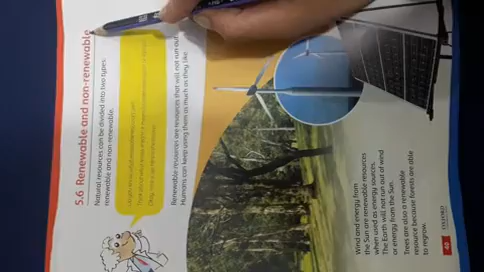 5.6 Renewable and non-renewable
Natural resources can be divided into two types:
renewable and non-renewable.
Renewable resources are resources that will not run out.
Humans can keep using them as much as they like.
Wind and energy from
the Sun are renewable resources
when used as energy sources.
The Earth will not run out of wind
or energy from the Sun.
Trees are also a renewable
resource because forests are able
to regrow.
48
OXFORD